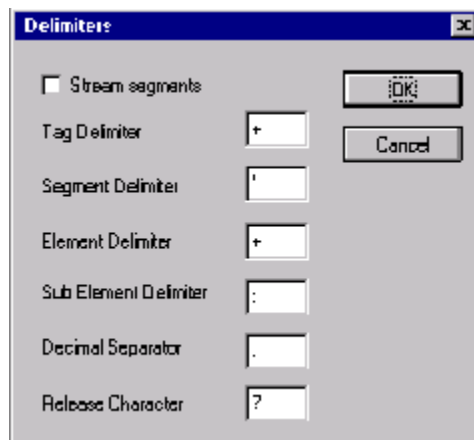 Delimiters
Stream segments
OK
Tag Delimiter +
Cancel
Segment Delimiter '
Element Delimiter +
Sub Element Delimiter :
Decimal Separator .
Release Character ?